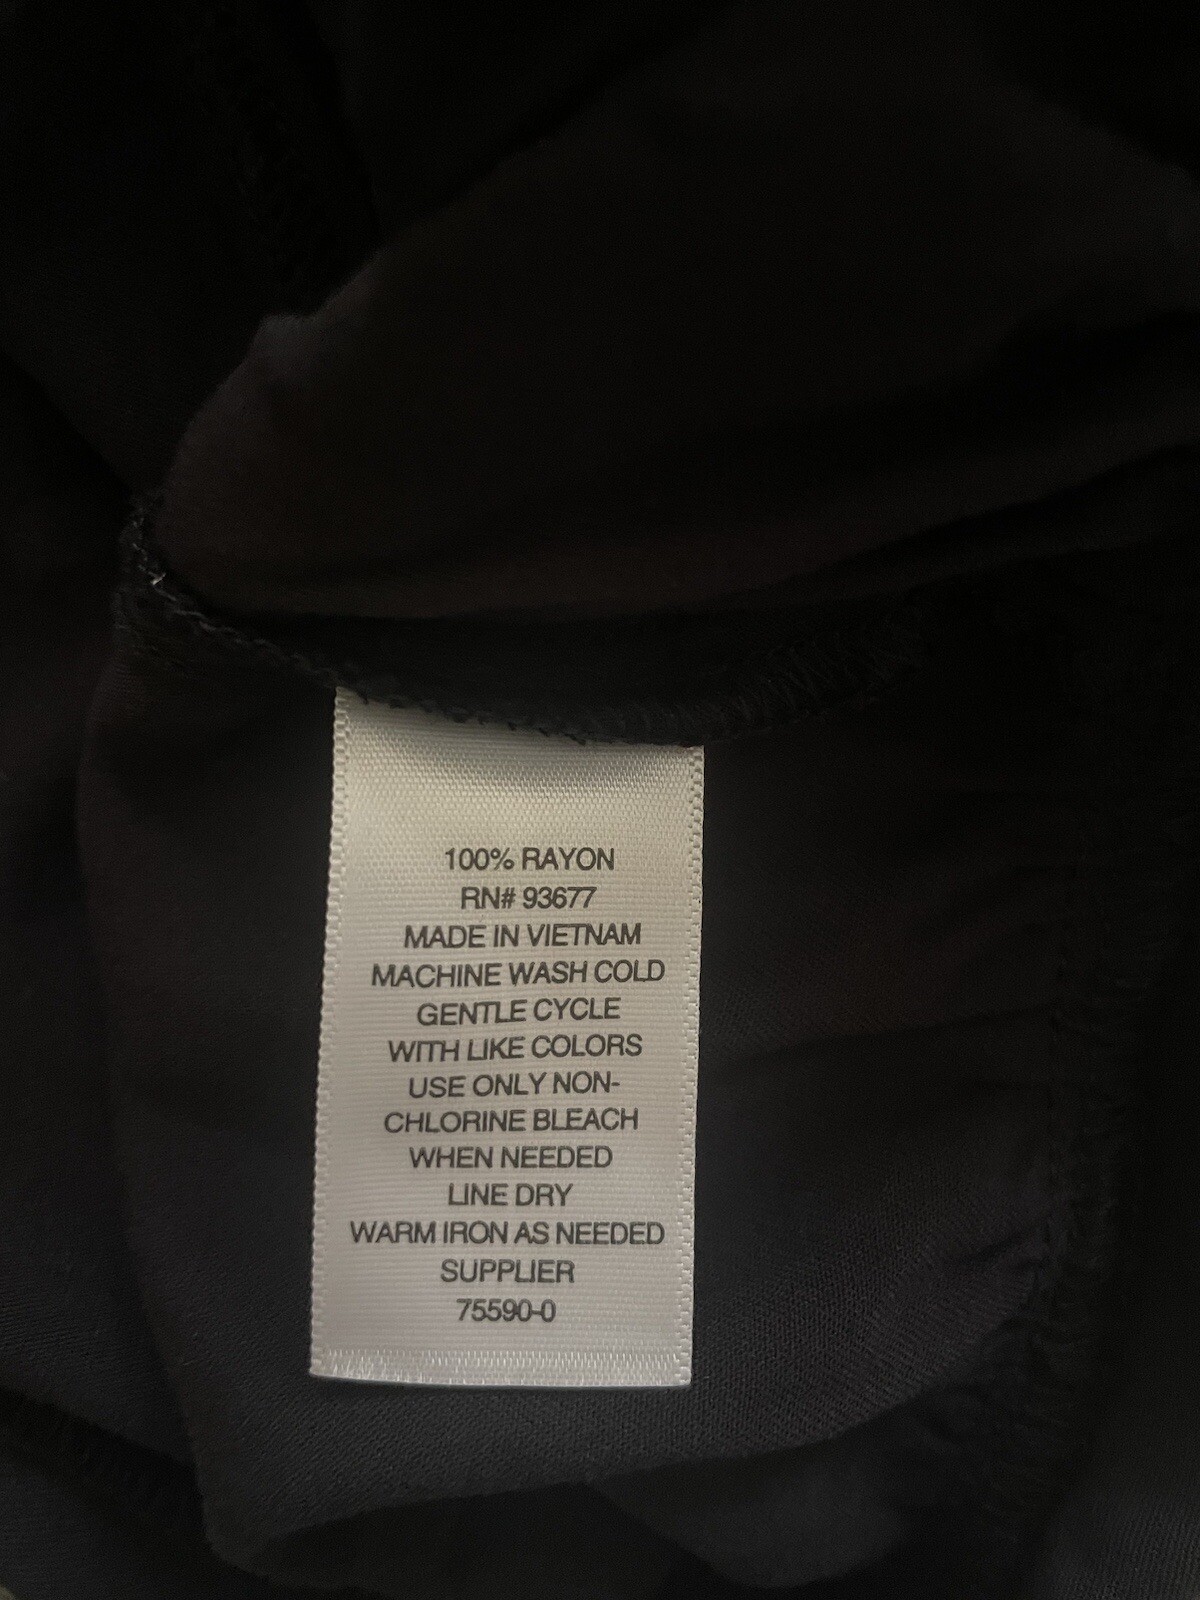 100% RAYON
RN# 93677
MADE IN VIETNAM
MACHINE WASH COLD
GENTLE CYCLE
WITH LIKE COLORS
USE ONLY NON-
CHLORINE BLEACH
WHEN NEEDED
LINE DRY
WARM IRON AS NEEDED
SUPPLIER
75590-0